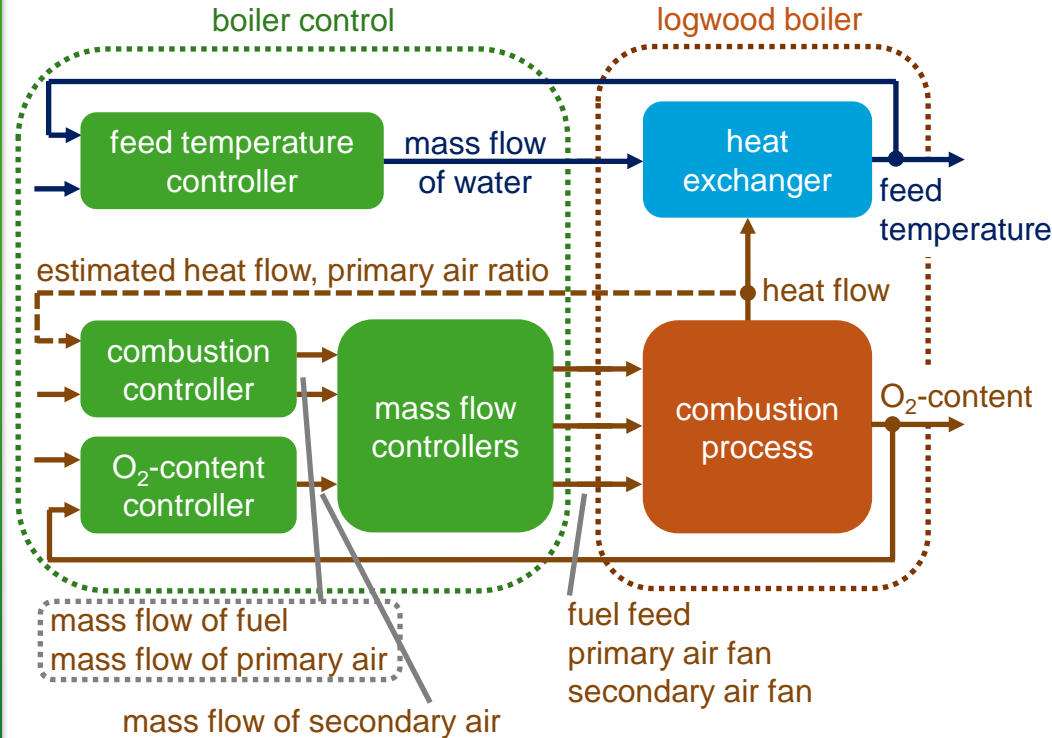 boiler control
logwood boiler
feed temperature
controller
mass flow
of water
heat
exchanger
feed
temperature
estimated heat flow, primary air ratio
heat flow
combustion
controller
mass flow
controllers
combustion
process
O₂-content
O₂-content
controller
mass flow of fuel
mass flow of primary air
mass flow of secondary air
fuel feed
primary air fan
secondary air fan